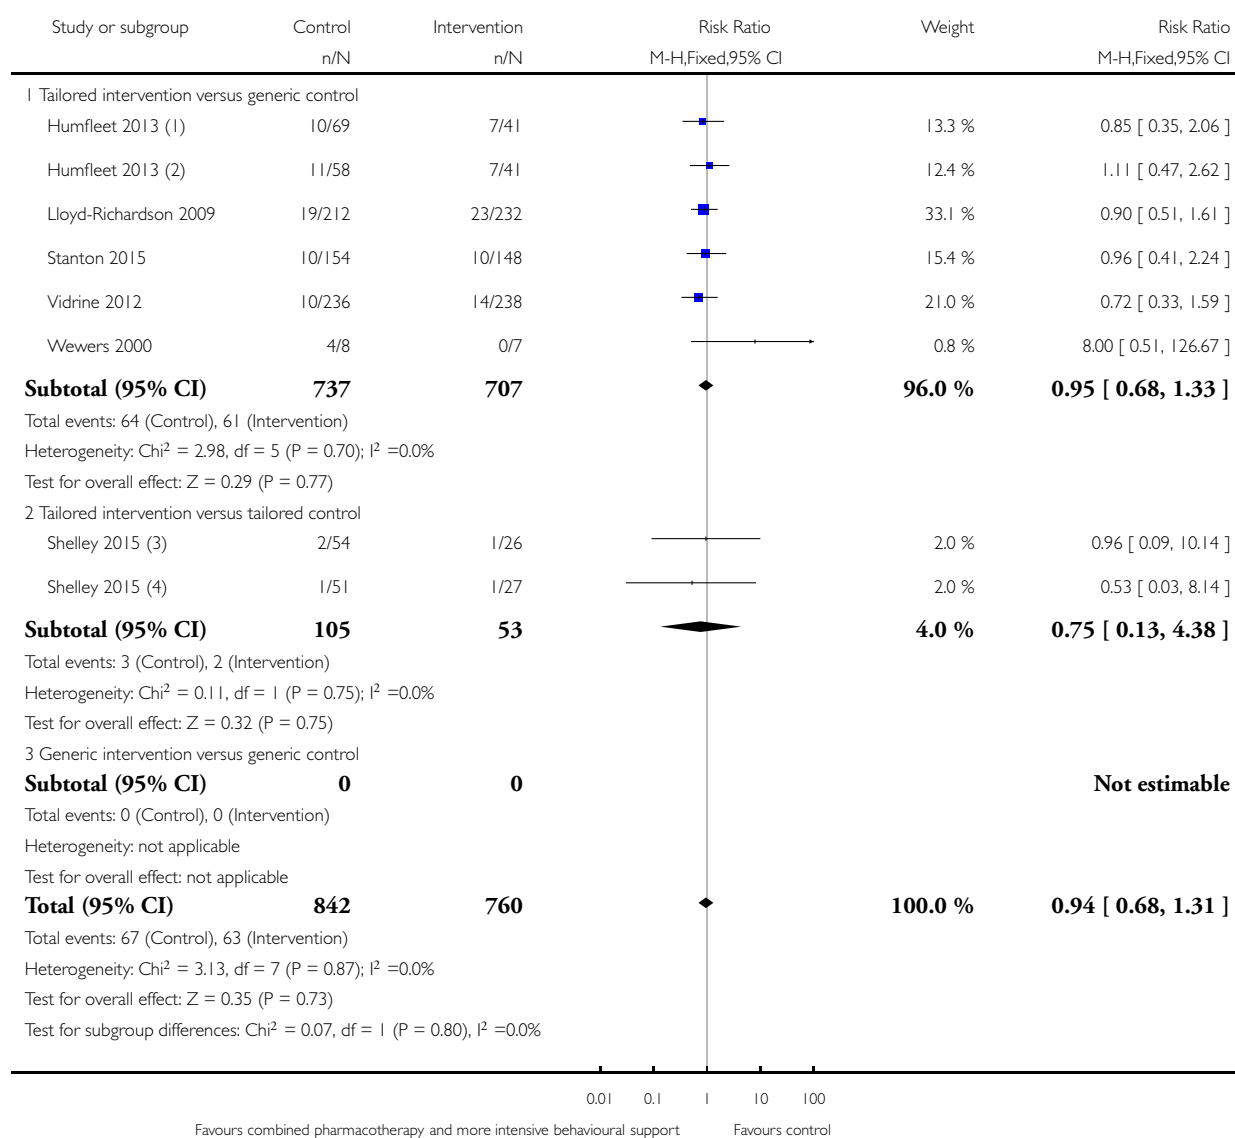 Study or subgroup Control Intervention Risk Ratio Weight Risk Ratio
n/N n/N M-H,Fixed,95% CI M-H,Fixed,95% CI
1 Tailored intervention versus generic control
Humfleet 2013 (1) 10/69 7/41 13.3 % 0.85 [ 0.35, 2.06 ]
Humfleet 2013 (2) 11/58 7/41 12.4 % 1.11 [ 0.47, 2.62 ]
Lloyd-Richardson 2009 19/212 23/232 33.1 % 0.90 [ 0.51, 1.61 ]
Stanton 2015 10/154 10/148 15.4 % 0.96 [ 0.41, 2.24 ]
Vidrine 2012 10/236 14/238 21.0 % 0.72 [ 0.33, 1.59 ]
Wewers 2000 4/8 0/7 0.8 % 8.00 [ 0.51, 126.67 ]
Subtotal (95% CI) 737 707 96.0 % 0.95 [ 0.68, 1.33 ]
Total events: 64 (Control), 61 (Intervention)
Heterogeneity: Chi² = 2.98, df = 5 (P = 0.70); I² =0.0%
Test for overall effect: Z = 0.29 (P = 0.77)
2 Tailored intervention versus tailored control
Shelley 2015 (3) 2/54 1/26 2.0 % 0.96 [ 0.09, 10.14 ]
Shelley 2015 (4) 1/51 1/27 2.0 % 0.53 [ 0.03, 8.14 ]
Subtotal (95% CI) 105 53 4.0 % 0.75 [ 0.13, 4.38 ]
Total events: 3 (Control), 2 (Intervention)
Heterogeneity: Chi² = 0.11, df = 1 (P = 0.75); I² =0.0%
Test for overall effect: Z = 0.32 (P = 0.75)
3 Generic intervention versus generic control
Subtotal (95% CI) 0 0 Not estimable
Total events: 0 (Control), 0 (Intervention)
Heterogeneity: not applicable
Test for overall effect: not applicable
Total (95% CI) 842 760 100.0 % 0.94 [ 0.68, 1.31 ]
Total events: 67 (Control), 63 (Intervention)
Heterogeneity: Chi² = 3.13, df = 7 (P = 0.87); I² =0.0%
Test for overall effect: Z = 0.35 (P = 0.73)
Test for subgroup differences: Chi² = 0.07, df = 1 (P = 0.80), I² =0.0%
0.01 0.1 1 10 100
Favours combined pharmacotherapy and more intensive behavioural support Favours control